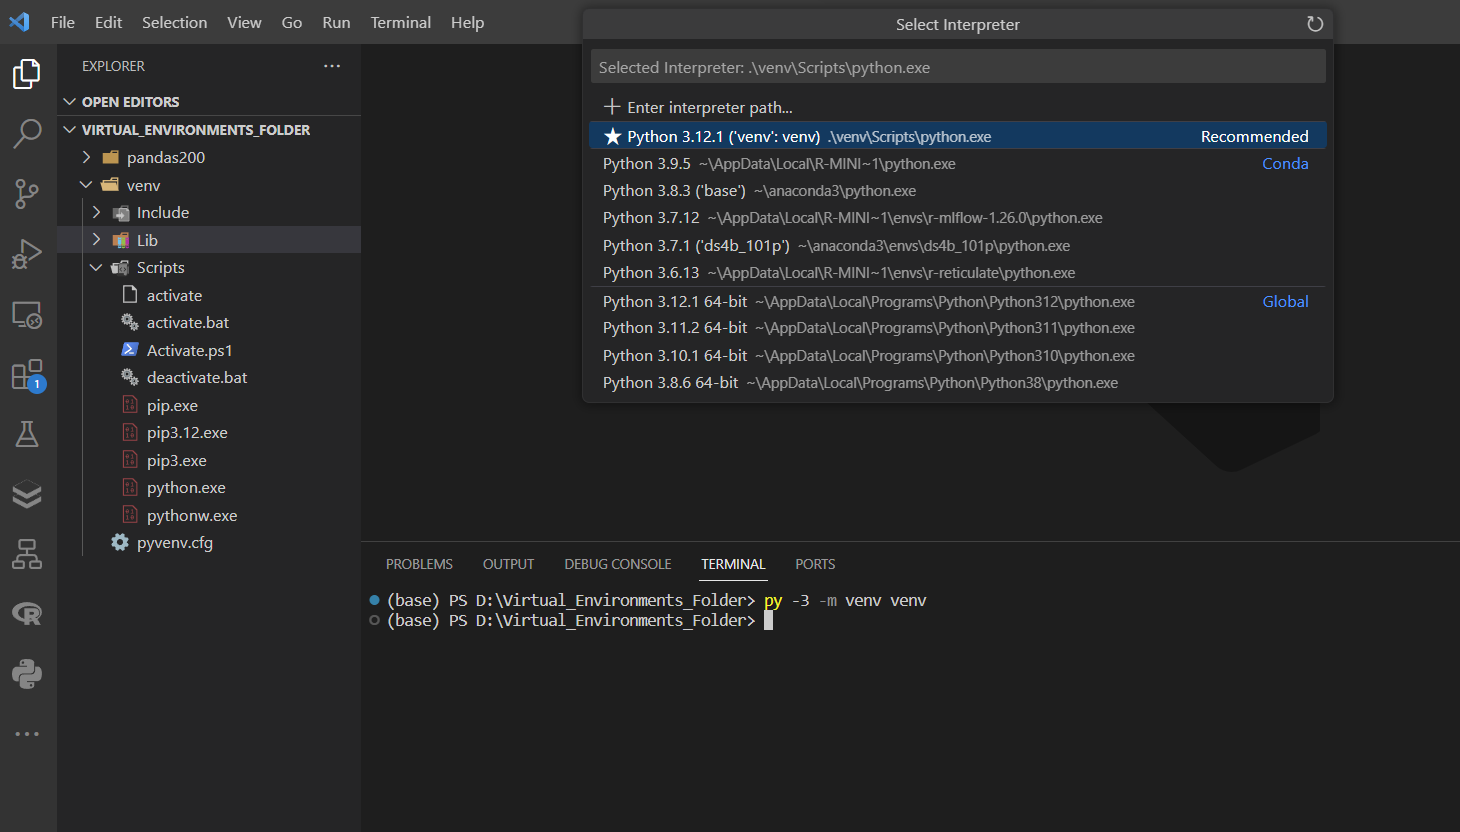 File Edit Selection View Go Run Terminal Help
Select Interpreter
Selected Interpreter: .\venv\Scripts\python.exe
Enter interpreter path...
Python 3.12.1 ('venv': venv) .\venv\Scripts\python.exe Recommended
Python 3.9.5 ~\AppData\Local\R-MINI~1\python.exe Conda
Python 3.8.3 ('base') ~\anaconda3\python.exe
Python 3.7.12 ~\AppData\Local\R-MINI~1\envs\r-mlflow-1.26.0\python.exe
Python 3.7.1 ('ds4b_101p') ~\anaconda3\envs\ds4b_101p\python.exe
Python 3.6.13 ~\AppData\Local\R-MINI~1\envs\r-reticulate\python.exe
Python 3.12.1 64-bit ~\AppData\Local\Programs\Python\Python312\python.exe Global
Python 3.11.2 64-bit ~\AppData\Local\Programs\Python\Python311\python.exe
Python 3.10.1 64-bit ~\AppData\Local\Programs\Python\Python310\python.exe
Python 3.8.6 64-bit ~\AppData\Local\Programs\Python\Python38\python.exe
EXPLORER
OPEN EDITORS
VIRTUAL_ENVIRONMENTS_FOLDER
pandas200
venv
Include
Lib
Scripts
activate
activate.bat
Activate.ps1
deactivate.bat
pip.exe
pip3.12.exe
pip3.exe
python.exe
pythonw.exe
pyvenv.cfg
1
PROBLEMS OUTPUT DEBUG CONSOLE TERMINAL PORTS
(base) PS D:\Virtual_Environments_Folder> py -3 -m venv venv
(base) PS D:\Virtual_Environments_Folder>